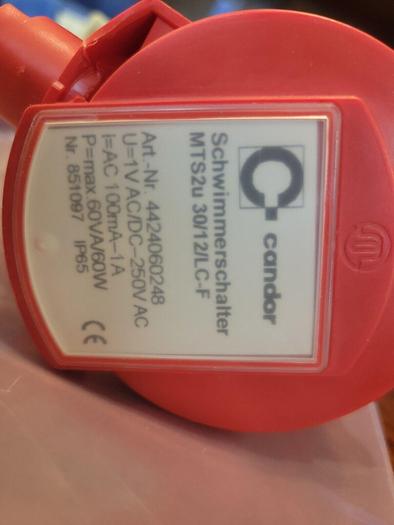 candor
Schwimmerschalter
MTS2u 30/12/LC-F
Art.-Nr. 4424060248
U=1V AC/DC–250V AC
I=AC 100mA–1A
P=max 60VA/60W
Nr. 851097 IP65
CE